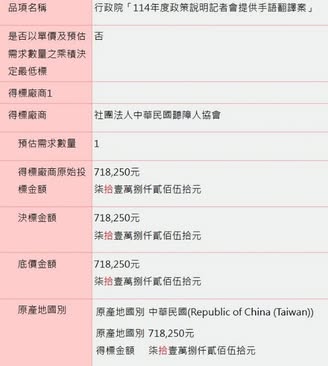 品項名稱 行政院「114年度政策說明記者會提供手語翻譯案」
是否以單價及預估 否
需求數量之乘積決
定最低標
得標廠商1
得標廠商 社團法人中華民國聽障人協會
預估需求數量 1
得標廠商原始投 718,250元
標金額 柒拾壹萬捌仟貳佰伍拾元
決標金額 718,250元
柒拾壹萬捌仟貳佰伍拾元
底價金額 718,250元
柒拾壹萬捌仟貳佰伍拾元
原產地國別 原產地國別 中華民國(Republic of China (Taiwan))
原產地國別 718,250元
得標金額 柒拾壹萬捌仟貳佰伍拾元